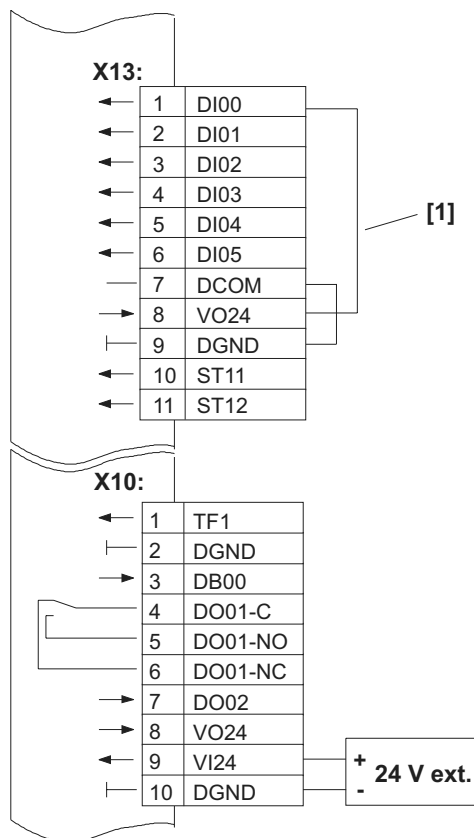 X13:
1 DI00
2 DI01
3 DI02
4 DI03
5 DI04
6 DI05
7 DCOM
8 VO24
9 DGND
10 ST11
11 ST12
[1]
X10:
1 TF1
2 DGND
3 DB00
4 DO01-C
5 DO01-NO
6 DO01-NC
7 DO02
8 VO24
9 VI24
10 DGND
+
24 V ext.
-